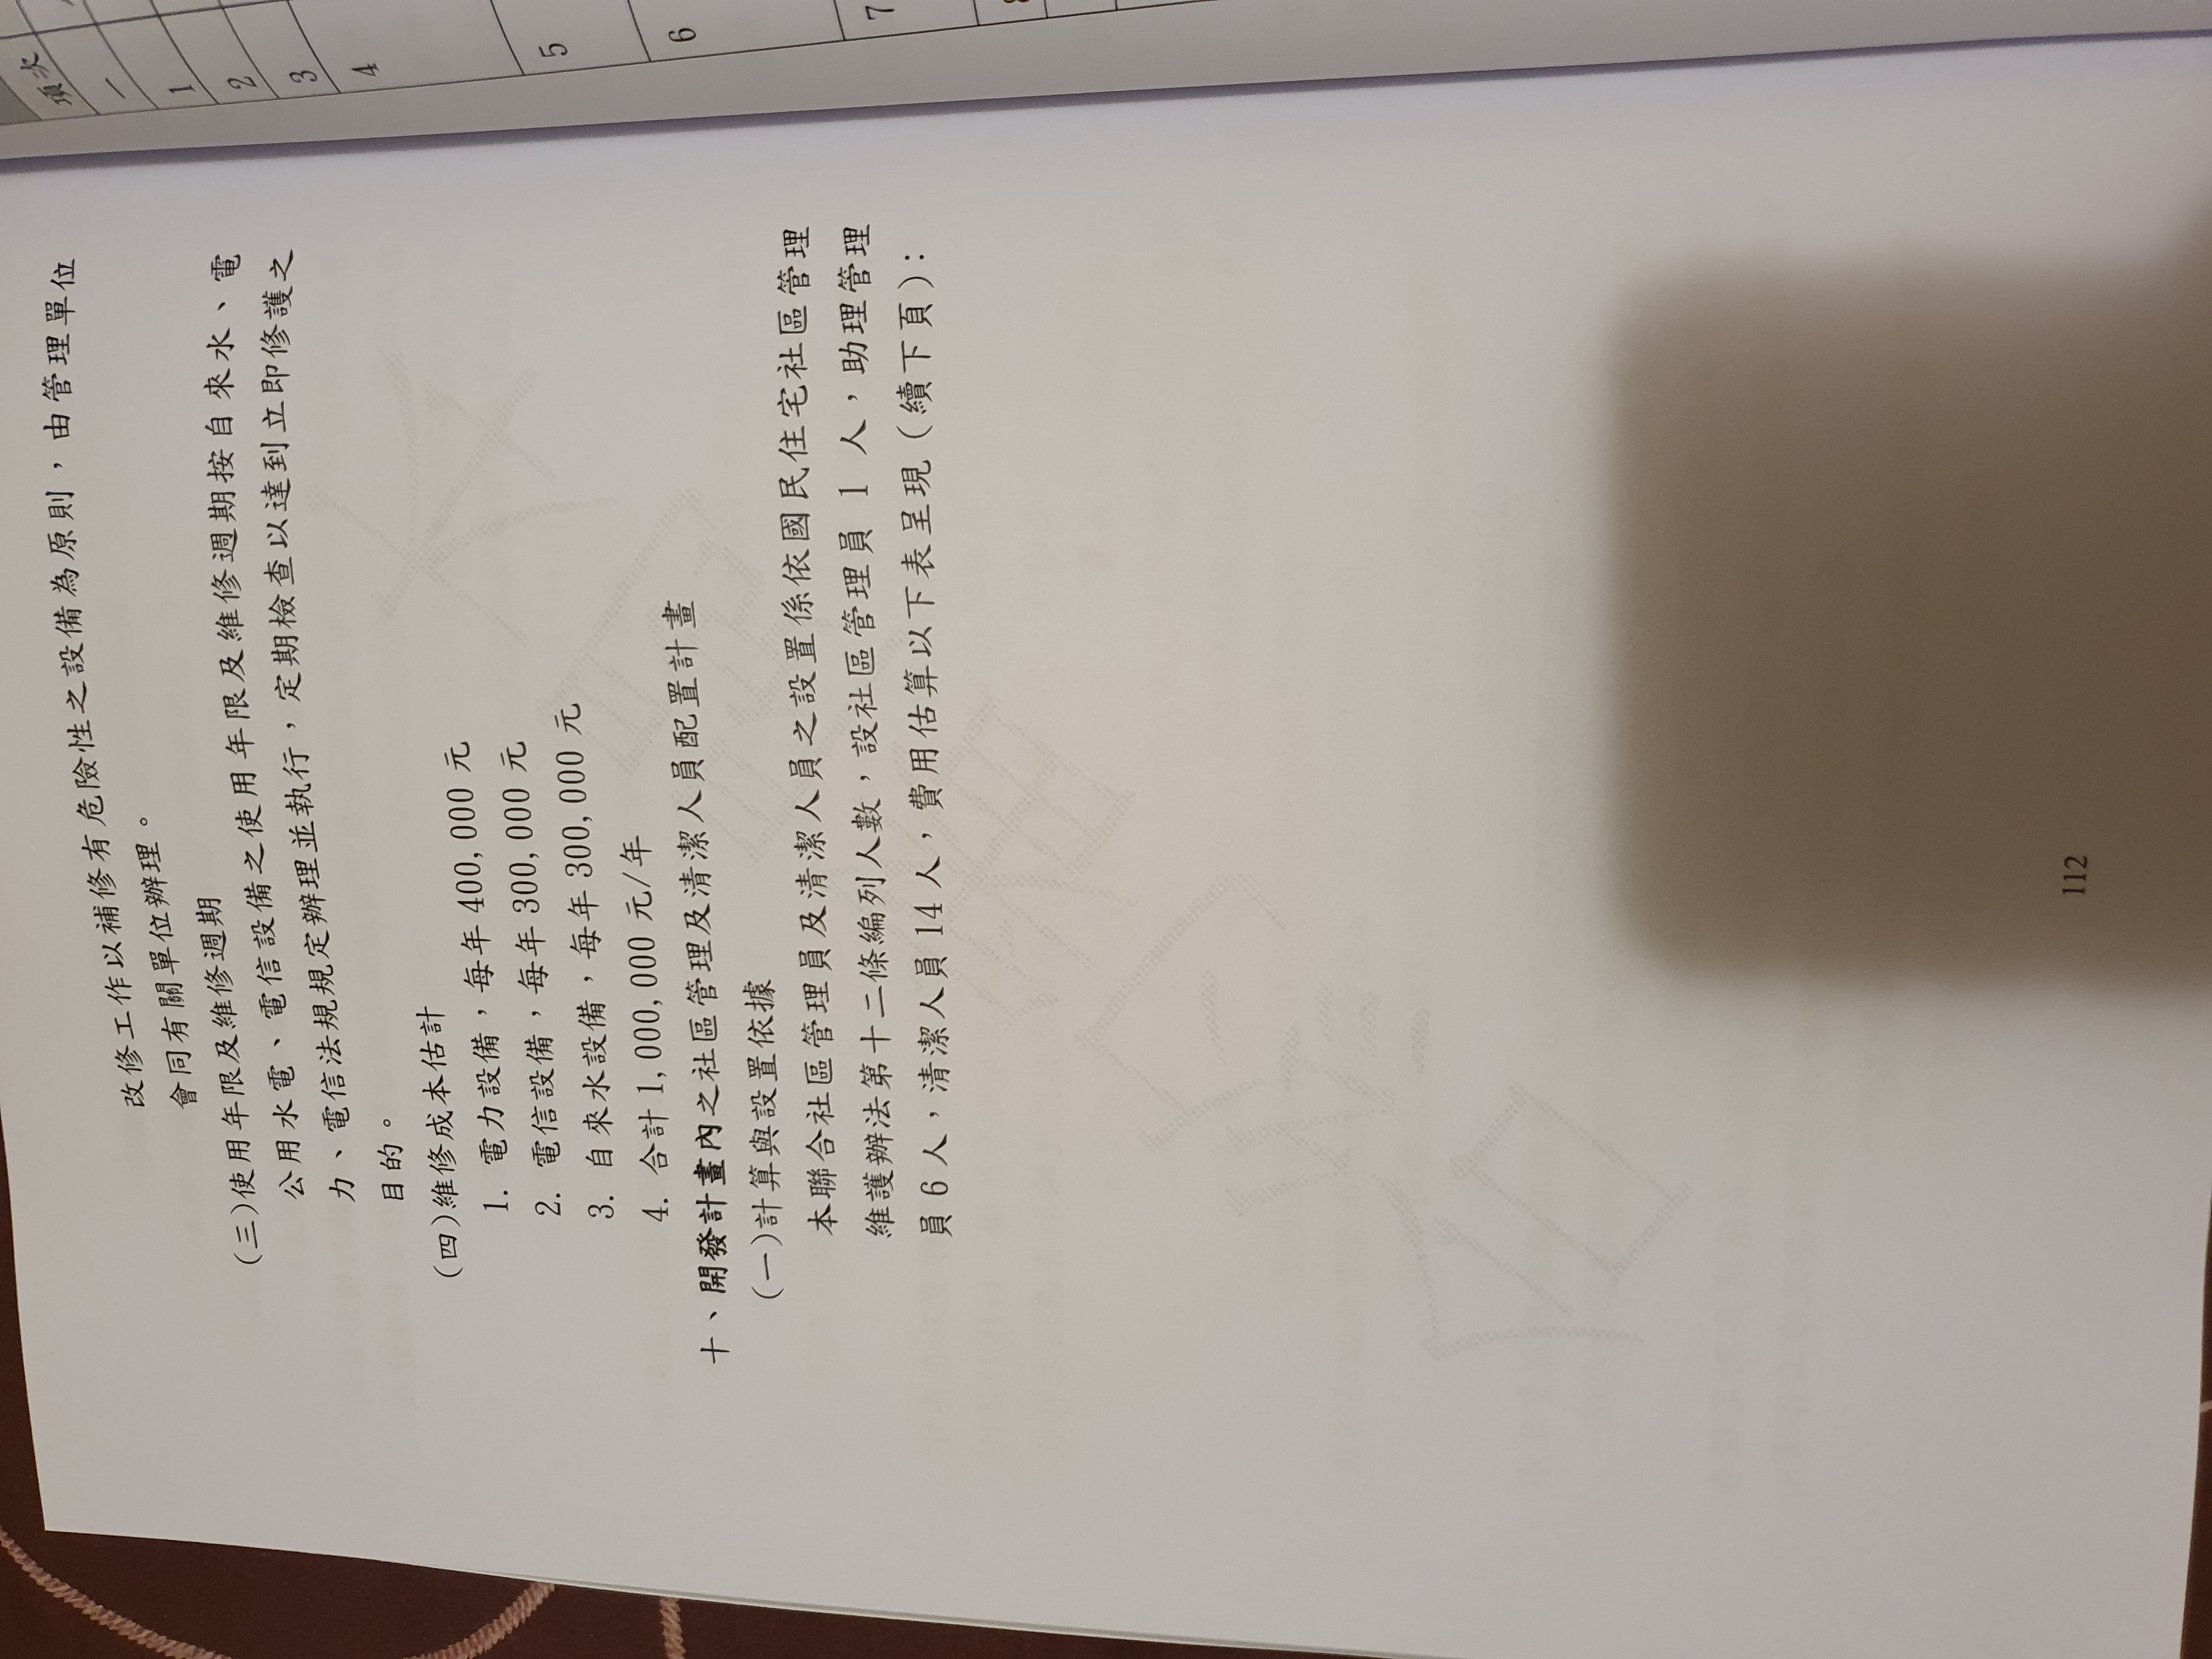 改修工作以補修有危險性之設備為原則，由管理單位
會同有關單位辦理。
(三)使用年限及維修週期
公用水電、電信設備之使用年限及維修週期按自來水、電
力、電信法規規定辦理並執行，定期檢查以達到立即修護之
目的。
(四)維修成本估計
1. 電力設備，每年 400,000 元
2. 電信設備，每年 300,000 元
3. 自來水設備，每年 300,000 元
4. 合計 1,000,000 元/年
十、開發計畫內之社區管理及清潔人員配置計畫
(一)計算與設置依據
本聯合社區管理員及清潔人員之設置係依國民住宅社區管理
維護辦法第十二條編列人數，設社區管理員 1 人，助理管理
員 6 人，清潔人員 14 人，費用估算以下表呈現（續下頁）：
112
項次
一
1
2
3
4
5
6
7